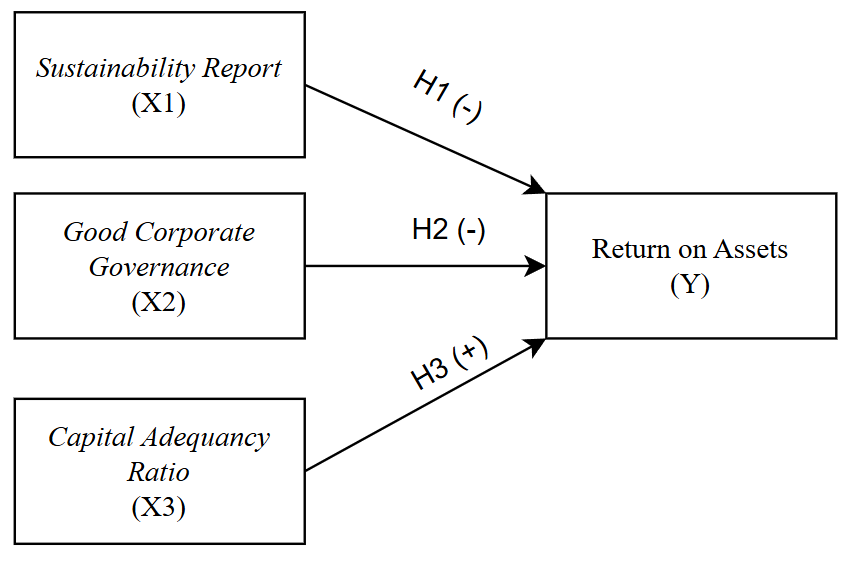 Sustainability Report
(X1)
H1 (-)
Good Corporate
Governance
(X2)
H2 (-)
Return on Assets
(Y)
H3 (+)
Capital Adequancy
Ratio
(X3)